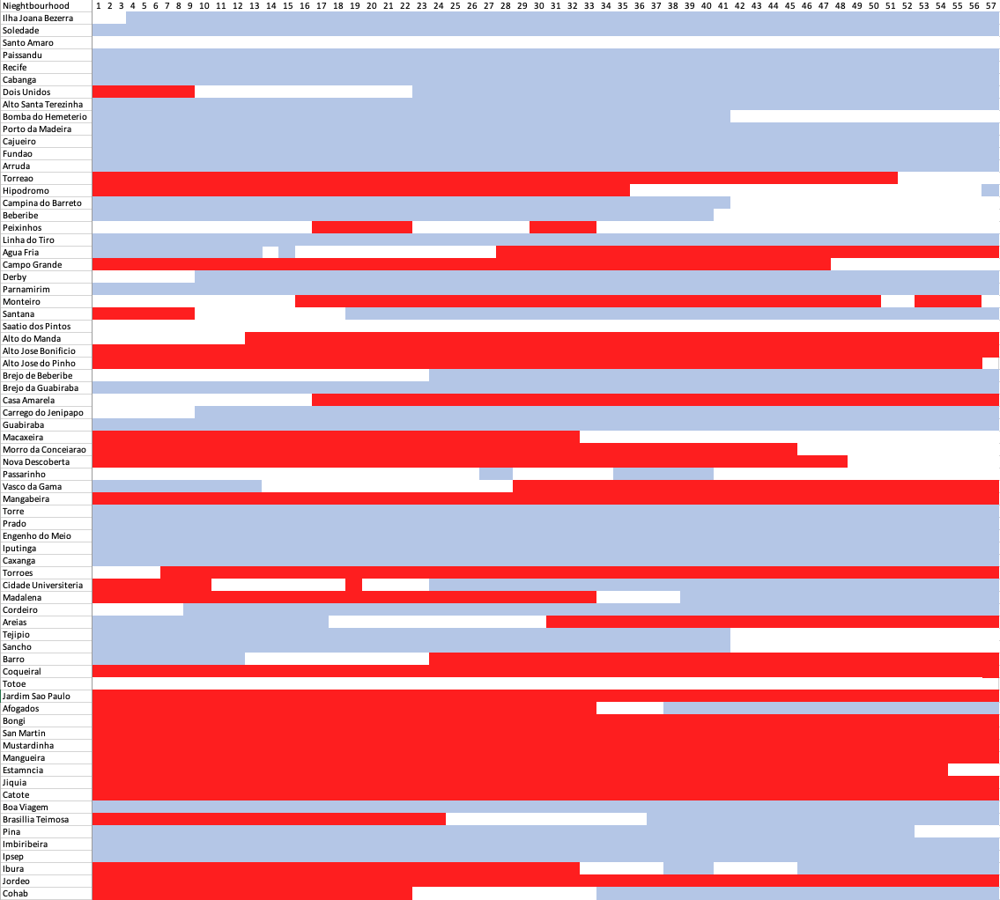 Nieghtbourhood 1 2 3 4 5 6 7 8 9 10 11 12 13 14 15 16 17 18 19 20 21 22 23 24 25 26 27 28 29 30 31 32 33 34 35 36 37 38 39 40 41 42 43 44 45 46 47 48 49 50 51 52 53 54 55 56 57
Ilha Joana Bezerra
Soledade
Santo Amaro
Paissandu
Recife
Cabanga
Dois Unidos
Alto Santa Terezinha
Bomba do Hemeterio
Porto da Madeira
Cajueiro
Fundao
Arruda
Torreao
Hipodromo
Campina do Barreto
Beberibe
Peixinhos
Linha do Tiro
Agua Fria
Campo Grande
Derby
Parnamirim
Monteiro
Santana
Saatio dos Pintos
Alto do Manda
Alto Jose Bonificio
Alto Jose do Pinho
Brejo de Beberibe
Brejo da Guabiraba
Casa Amarela
Carrego do Jenipapo
Guabiraba
Macaxeira
Morro da Conceiarao
Nova Descoberta
Passarinho
Vasco da Gama
Mangabeira
Torre
Prado
Engenho do Meio
Iputinga
Caxanga
Torroes
Cidade Universiteria
Madalena
Cordeiro
Areias
Tejipio
Sancho
Barro
Coqueiral
Totoe
Jardim Sao Paulo
Afogados
Bongi
San Martin
Mustardinha
Mangueira
Estamncia
Jiquia
Catote
Boa Viagem
Brasillia Teimosa
Pina
Imbiribeira
Ipsep
Ibura
Jordeo
Cohab